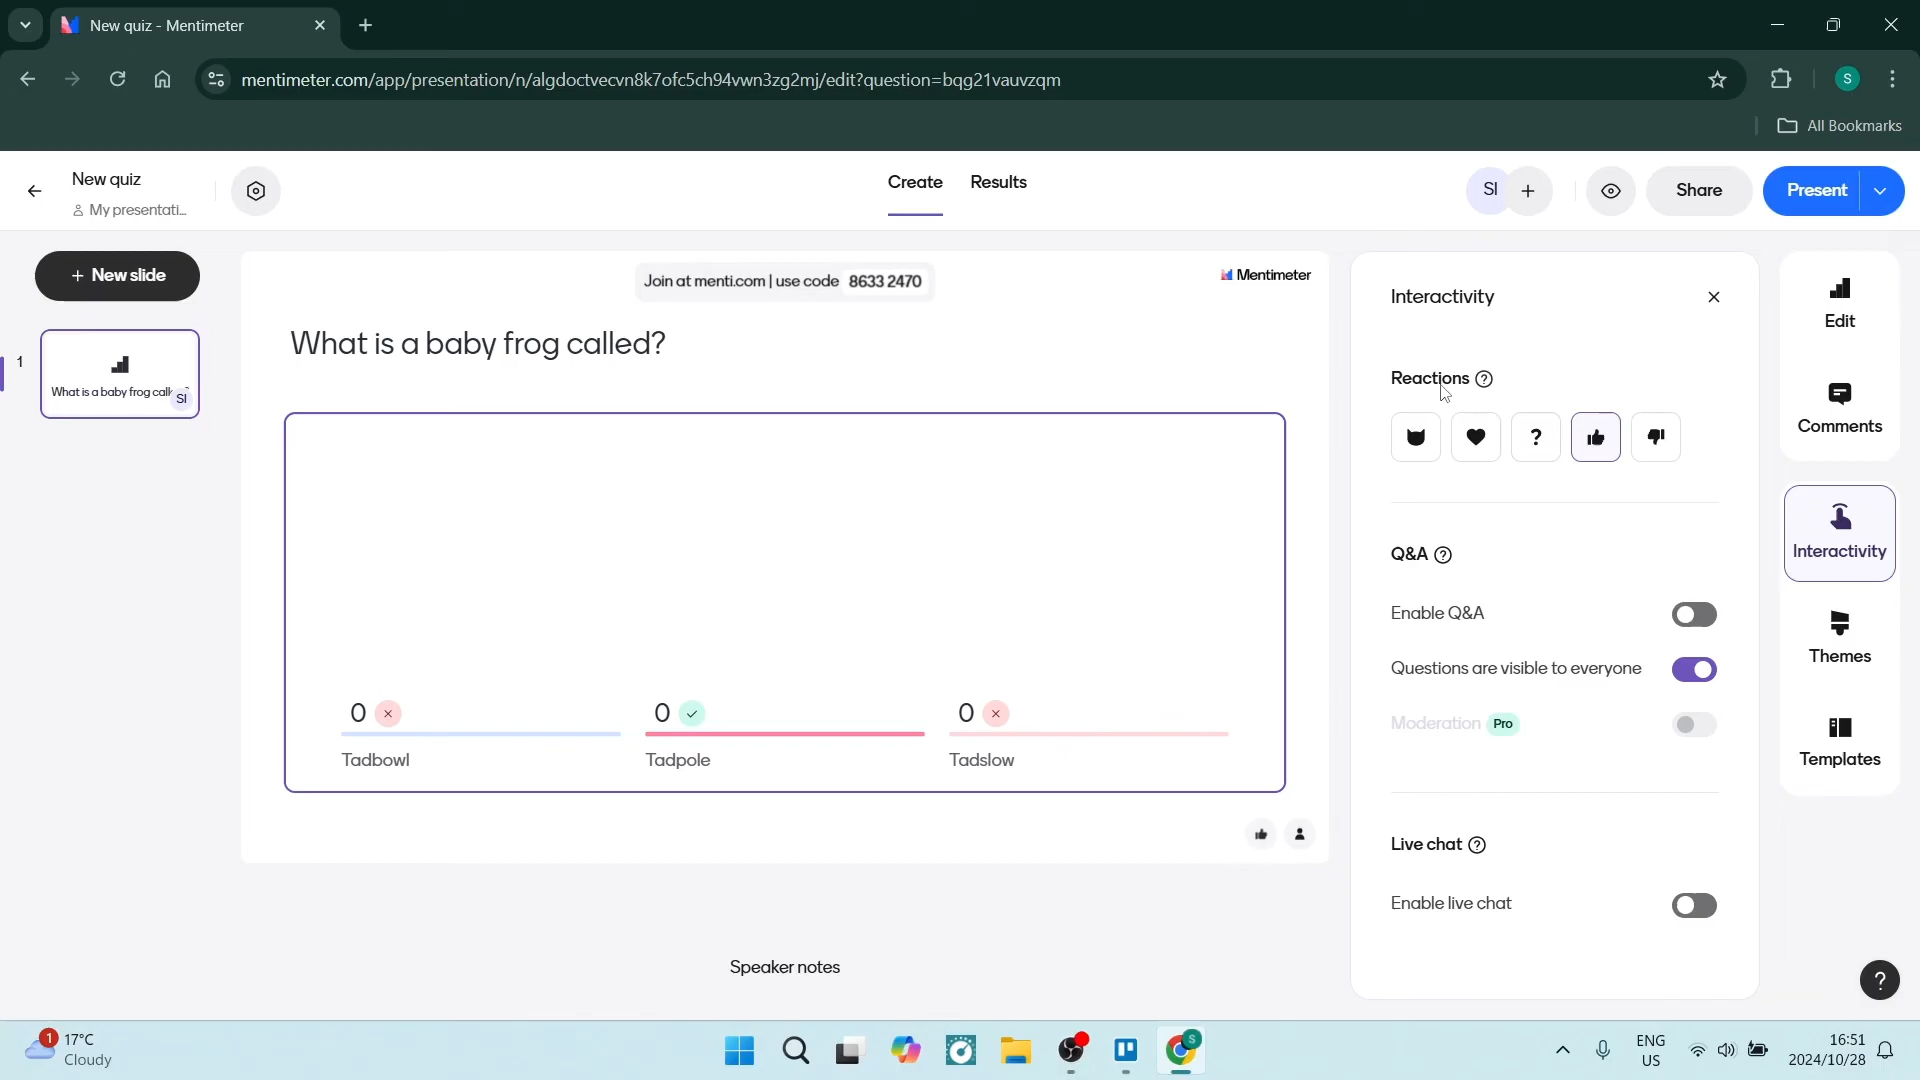 New quiz - Mentimeter
mentimeter.com/app/presentation/n/algdoctvecvn8k7ofc5ch94vwn3zg2mj/edit?question=bqg21vauvzqm
S
All Bookmarks
New quiz
My presentati...
Create
Results
SI
+
Share
Present
+ New slide
1
What is a baby frog call
SI
Join at menti.com | use code 8633 2470
Mentimeter
What is a baby frog called?
0
0
0
Tadbowl
Tadpole
Tadslow
Speaker notes
Interactivity
Reactions ?
?
Q&A ?
Enable Q&A
Questions are visible to everyone
Moderation Pro
Live chat ?
Enable live chat
Edit
Comments
Interactivity
Themes
Templates
?
1
17°C
Cloudy
S
ENG
US
16:51
2024/10/28